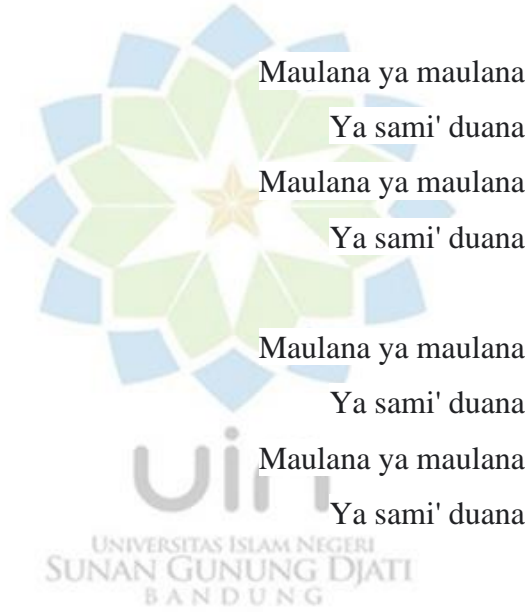 Maulana ya maulana
Ya sami' duana
Maulana ya maulana
Ya sami' duana
Maulana ya maulana
Ya sami' duana
Maulana ya maulana
Ya sami' duana
uin
UNIVERSITAS ISLAM NEGERI
SUNAN GUNUNG DJATI
BANDUNG